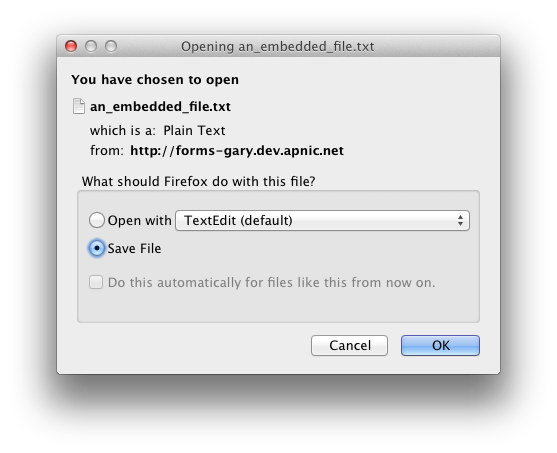 Opening an_embedded_file.txt
You have chosen to open
an_embedded_file.txt
which is a: Plain Text
from: http://forms-gary.dev.apnic.net
What should Firefox do with this file?
Open with TextEdit (default)
Save File
Do this automatically for files like this from now on.
Cancel OK